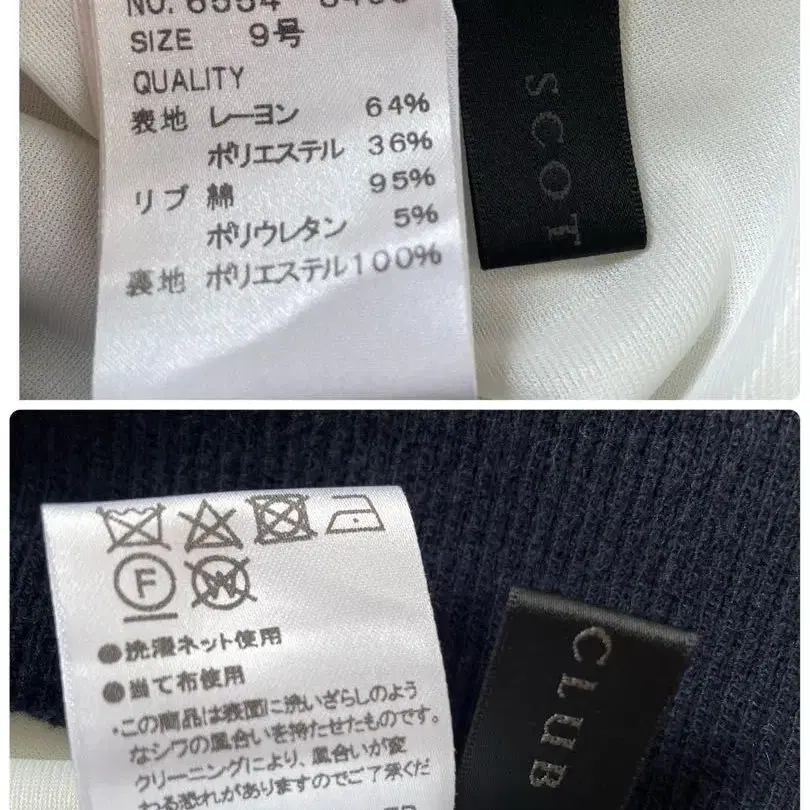 SIZE 9号
QUALITY
表地 レーヨン 64%
ポリエステル 36%
リブ 綿 95%
ポリウレタン 5%
裏地 ポリエステル100%
SCOT
F
W
●洗濯ネット使用
●当て布使用
・この商品は表面に洗いざらしのよう
なシワの風合いを持たせたものです。
クリーニングにより、風合いが変
わる恐れがありますのでご了承くだ
CLUB